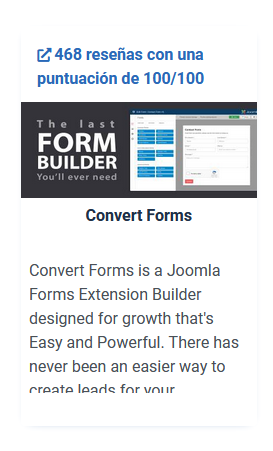 468 reseñas con una
puntuación de 100/100
The last
FORM
BUILDER
You'll ever need
Convert Forms
Convert Forms is a Joomla
Forms Extension Builder
designed for growth that's
Easy and Powerful. There has
never been an easier way to
create leads for your